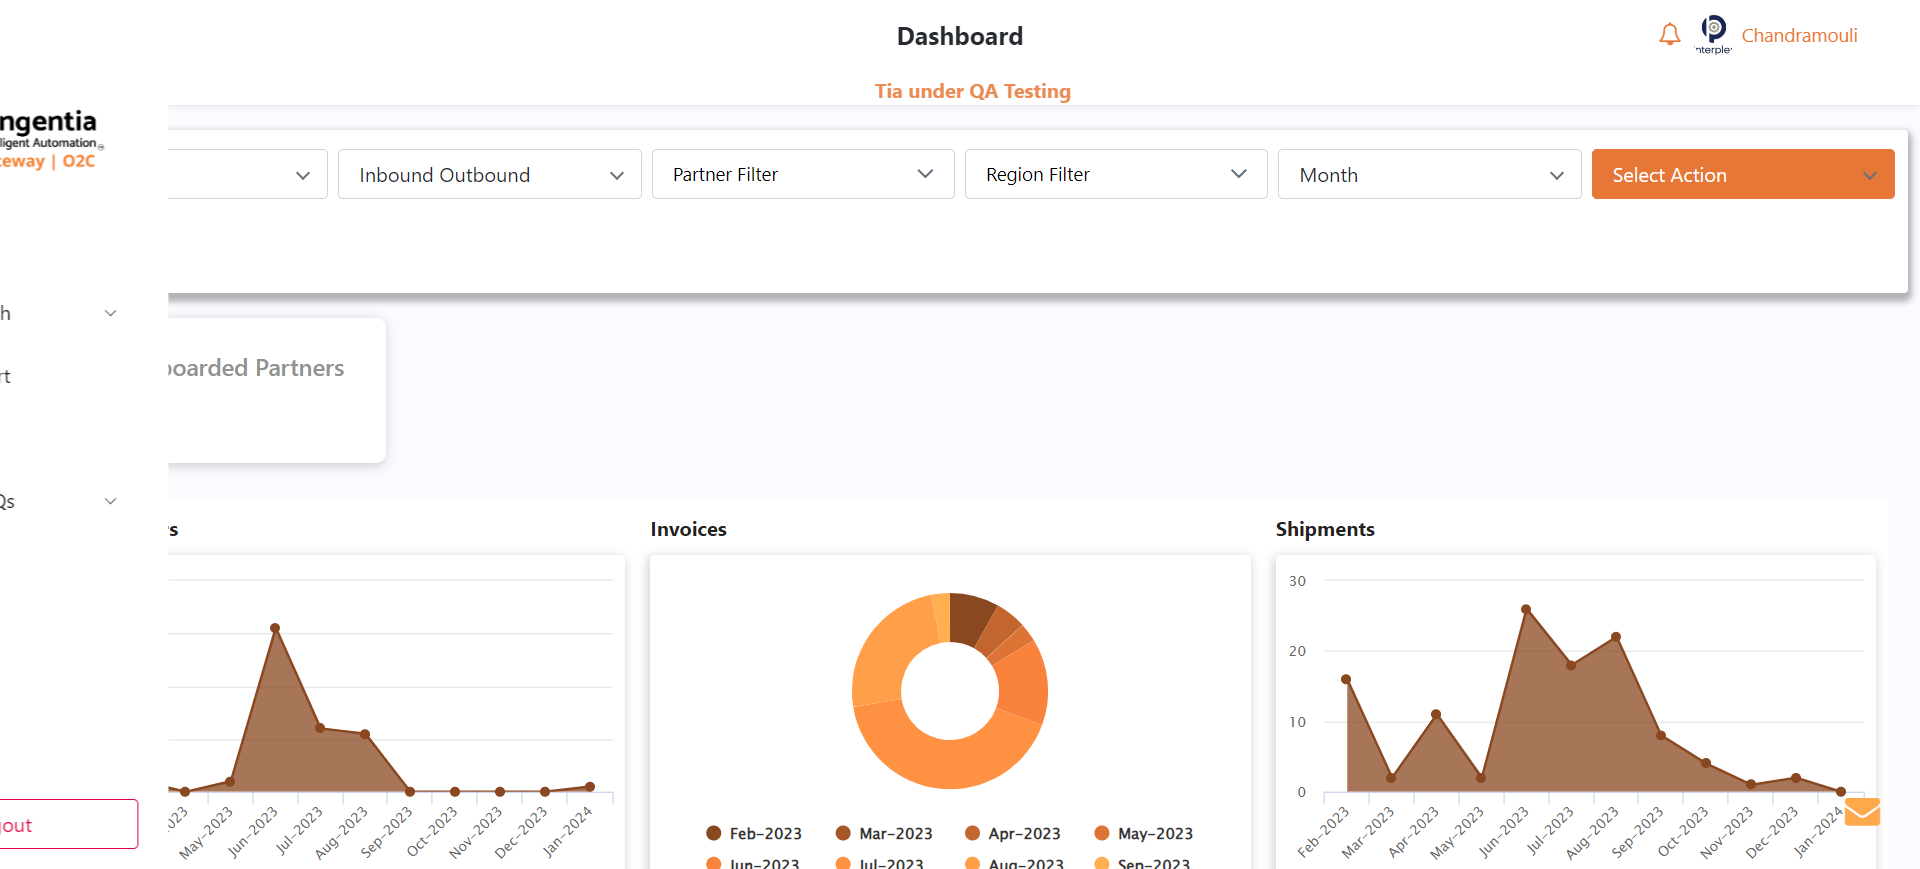 Dashboard
Chandramouli
Tia under QA Testing
ngentia
ligent Automation
eway | O2C
Inbound Outbound
Partner Filter
Region Filter
Month
Select Action
h
rt
boarded Partners
Qs
s
Invoices
Shipments
30
20
10
0
2023
May-2023
Jun-2023
Jul-2023
Aug-2023
Sep-2023
Oct-2023
Nov-2023
Dec-2023
Jan-2024
Feb-2023
Mar-2023
Apr-2023
May-2023
Jun-2023
Jul-2023
Aug-2023
Sep-2023
Feb-2023
Mar-2023
Apr-2023
May-2023
Jun-2023
Jul-2023
Aug-2023
Sep-2023
Oct-2023
Nov-2023
Dec-2023
Jan-2024
out